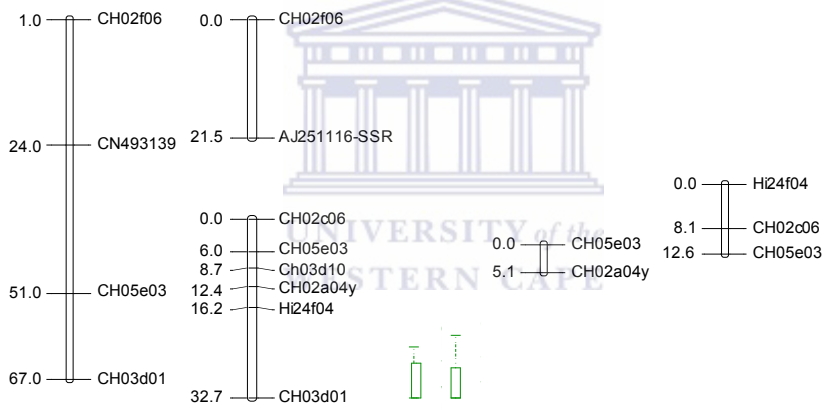 1.0 CH02f06
24.0 CN493139
51.0 CH05e03
67.0 CH03d01
0.0 CH02f06
21.5 AJ251116-SSR
0.0 CH02c06
6.0 CH05e03
8.7 Ch03d10
12.4 CH02a04y
16.2 Hi24f04
32.7 CH03d01
0.0 CH05e03
5.1 CH02a04y
0.0 Hi24f04
8.1 CH02c06
12.6 CH05e03
UNIVERSITY of the
WESTERN CAPE